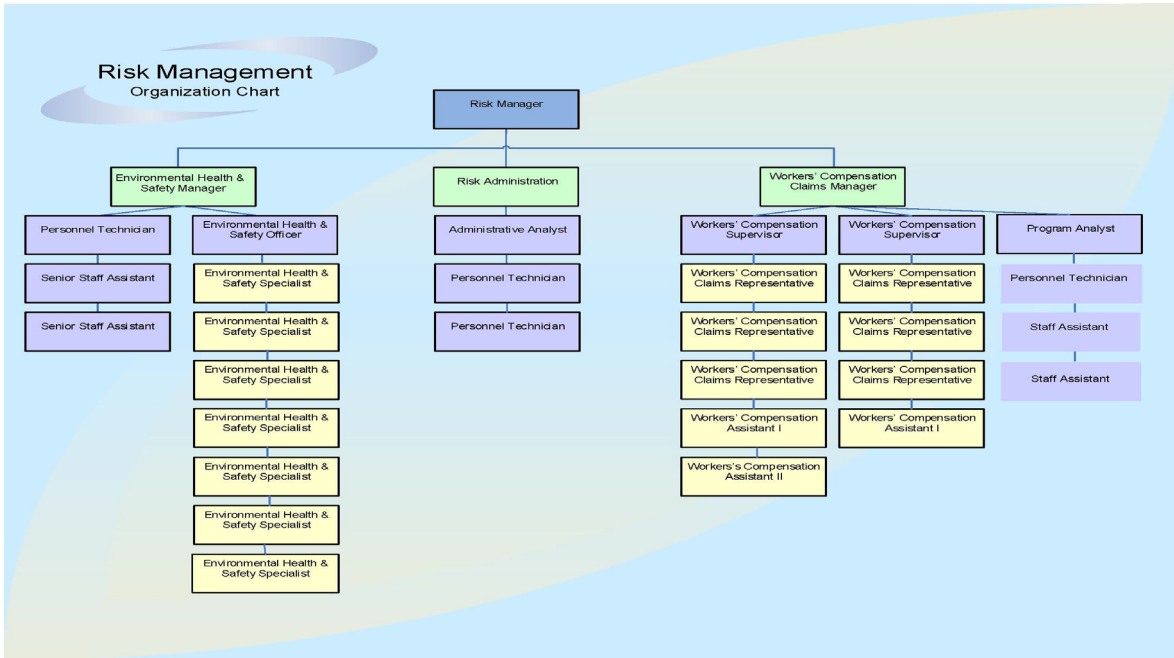 Risk Management
Organization Chart
Risk Manager
Environmental Health &
Safety Manager
Risk Administration
Workers' Compensation
Claims Manager
Personnel Technician
Senior Staff Assistant
Senior Staff Assistant
Environmental Health &
Safety Officer
Environmental Health &
Safety Specialist
Environmental Health &
Safety Specialist
Environmental Health &
Safety Specialist
Environmental Health &
Safety Specialist
Environmental Health &
Safety Specialist
Environmental Health &
Safety Specialist
Environmental Health &
Safety Specialist
Administrative Analyst
Personnel Technician
Personnel Technician
Workers' Compensation
Supervisor
Workers' Compensation
Claims Representative
Workers' Compensation
Claims Representative
Workers' Compensation
Claims Representative
Workers' Compensation
Assistant I
Workers's Compensation
Assistant II
Workers' Compensation
Supervisor
Workers' Compensation
Claims Representative
Workers' Compensation
Claims Representative
Workers' Compensation
Claims Representative
Workers' Compensation
Assistant I
Program Analyst
Personnel Technician
Staff Assistant
Staff Assistant